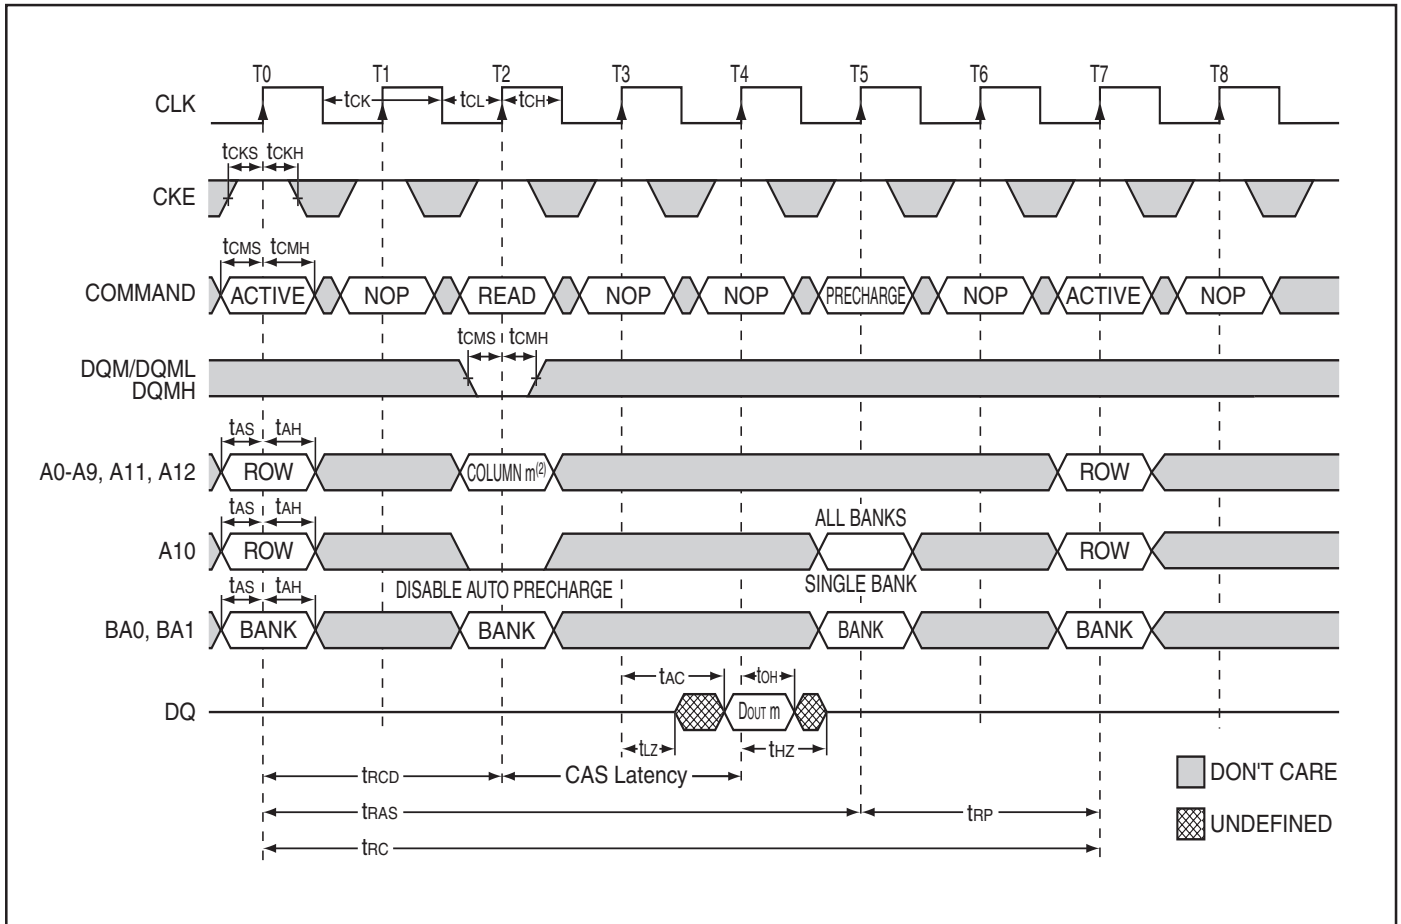 T0 T1 T2 T3 T4 T5 T6 T7 T8
CLK
tCK tCL tCH
tCKS tCKH
CKE
tCMS tCMH
COMMAND ACTIVE NOP READ NOP NOP PRECHARGE NOP ACTIVE NOP
tCMS tCMH
DQM/DQML
DQMH
tAS tAH
A0-A9, A11, A12 ROW COLUMN m(2) ROW
tAS tAH ALL BANKS
A10 ROW ROW
DISABLE AUTO PRECHARGE SINGLE BANK
tAS tAH
BA0, BA1 BANK BANK BANK BANK
tAC tOH
DQ DOUT m
tLZ tHZ
tRCD CAS Latency
DON'T CARE
tRAS tRP
UNDEFINED
tRC